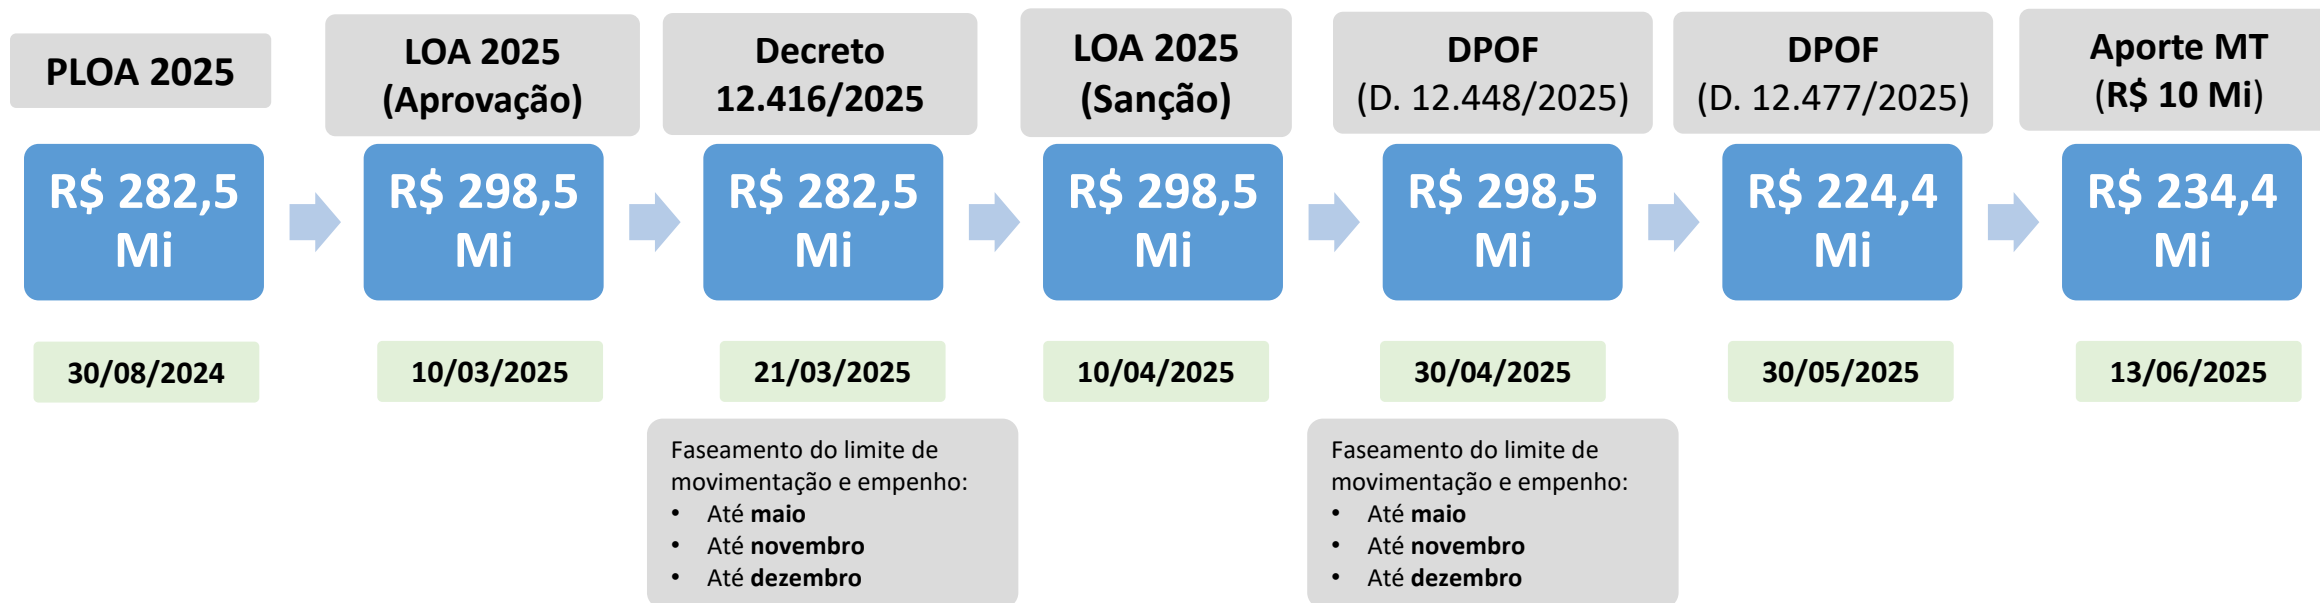 PLOA 2025
LOA 2025
(Aprovação)
Decreto
12.416/2025
LOA 2025
(Sanção)
DPOF
(D. 12.448/2025)
DPOF
(D. 12.477/2025)
Aporte MT
(R$ 10 Mi)
R$ 282,5
Mi
R$ 298,5
Mi
R$ 282,5
Mi
R$ 298,5
Mi
R$ 298,5
Mi
R$ 224,4
Mi
R$ 234,4
Mi
30/08/2024
10/03/2025
21/03/2025
10/04/2025
30/04/2025
30/05/2025
13/06/2025
Faseamento do limite de
movimentação e empenho:
• Até maio
• Até novembro
• Até dezembro
Faseamento do limite de
movimentação e empenho:
• Até maio
• Até novembro
• Até dezembro